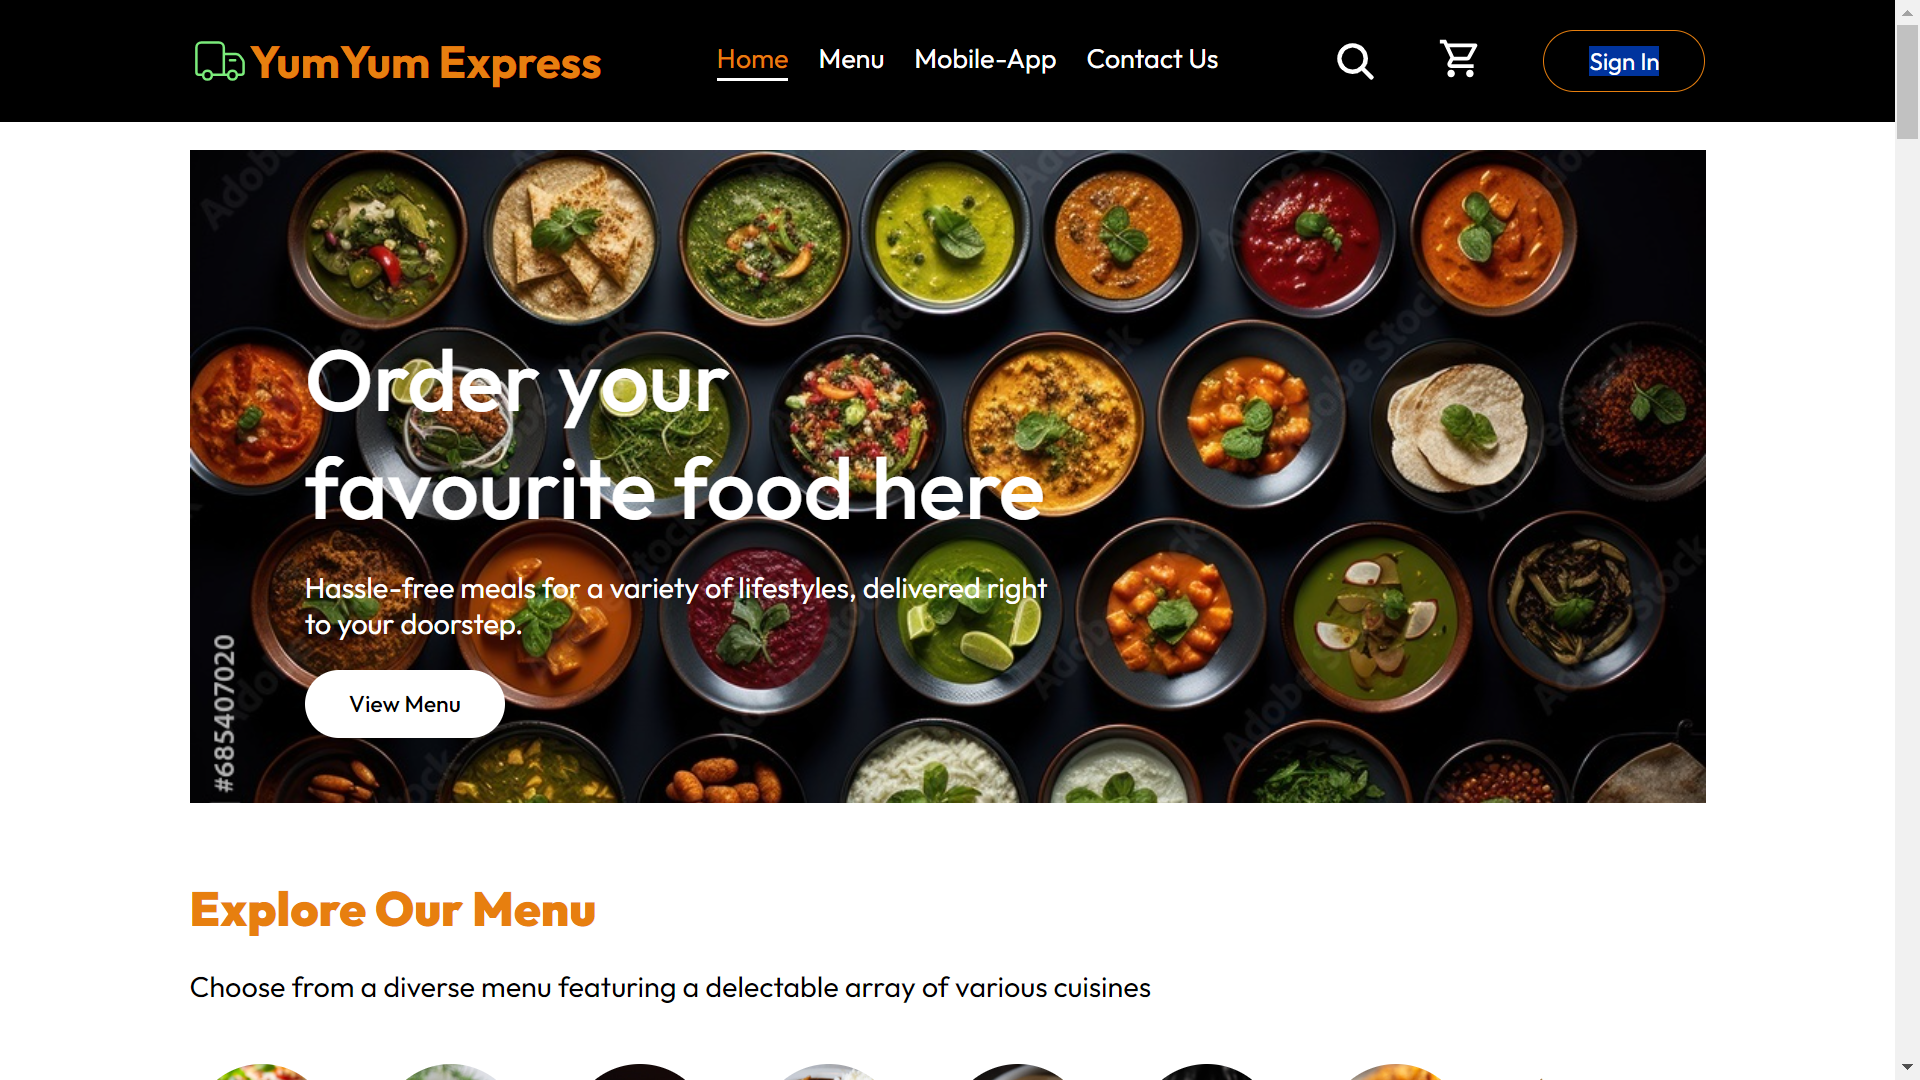 YumYum Express
Home Menu Mobile-App Contact Us
Sign In
Order your
favourite food here
Hassle-free meals for a variety of lifestyles, delivered right
to your doorstep.
View Menu
#685407020
Adobe Stock
Explore Our Menu
Choose from a diverse menu featuring a delectable array of various cuisines